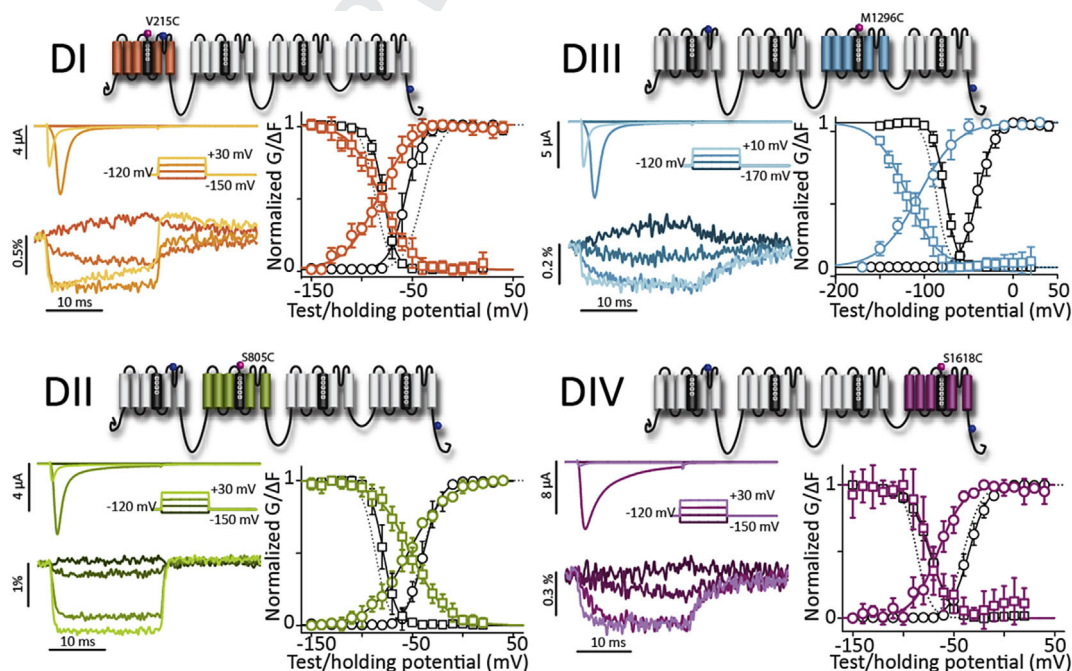 V215C
DI
4 µA
+30 mV
-120 mV
-150 mV
0.5%
10 ms
Normalized G/ΔF
1
0
-150
-100
-50
50
Test/holding potential (mV)
M1296C
DIII
5 µA
+10 mV
-120 mV
-170 mV
0.2 %
10 ms
Normalized G/ΔF
1
0
-200
-150
-100
-50
0
50
Test/holding potential (mV)
S805C
DII
4 µA
+30 mV
-120 mV
-150 mV
1%
10 ms
Normalized G/ΔF
1
0
-150
-100
-50
50
Test/holding potential (mV)
S1618C
DIV
8 µA
+30 mV
-120 mV
-150 mV
0.3 %
10 ms
Normalized G/ΔF
1
0
-150
-100
-50
50
Test/holding potential (mV)